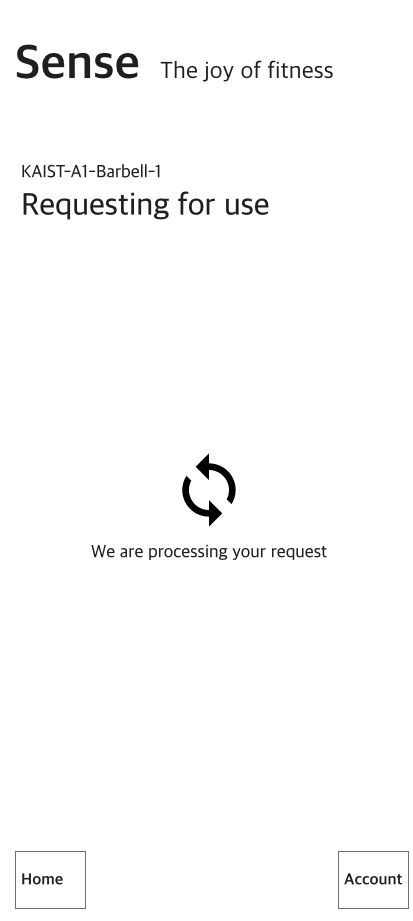 Sense The joy of fitness
KAIST-A1-Barbell-1
Requesting for use
We are processing your request
Home Account